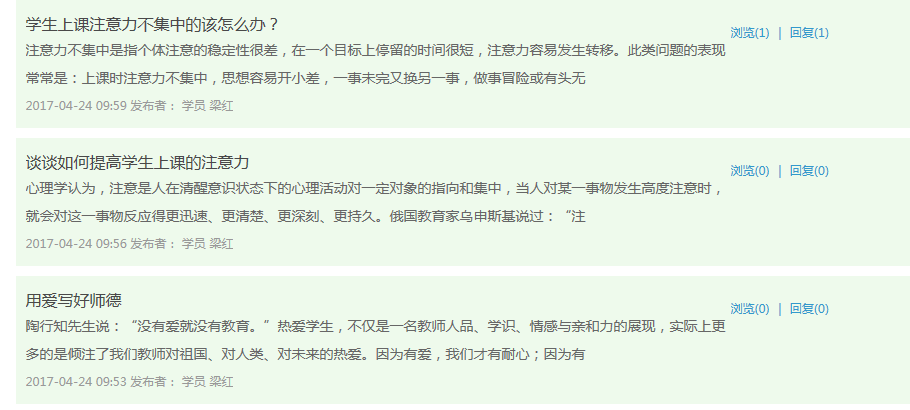 学生上课注意力不集中的该怎么办？
浏览(1) | 回复(1)
注意力不集中是指个体注意的稳定性很差，在一个目标上停留的时间很短，注意力容易发生转移。此类问题的表现
常常是：上课时注意力不集中，思想容易开小差，一事未完又换另一事，做事冒险或有头无
2017-04-24 09:59 发布者： 学员 梁红
谈谈如何提高学生上课的注意力
浏览(0) | 回复(0)
心理学认为，注意是人在清醒意识状态下的心理活动对一定对象的指向和集中，当人对某一事物发生高度注意时，
就会对这一事物反应得更迅速、更清楚、更深刻、更持久。俄国教育家乌申斯基说过：“注
2017-04-24 09:56 发布者： 学员 梁红
用爱写好师德
浏览(0) | 回复(0)
陶行知先生说：“没有爱就没有教育。”热爱学生，不仅是一名教师人品、学识、情感与亲和力的展现，实际上更
多的是倾注了我们教师对祖国、对人类、对未来的热爱。因为有爱，我们才有耐心；因为有
2017-04-24 09:53 发布者： 学员 梁红